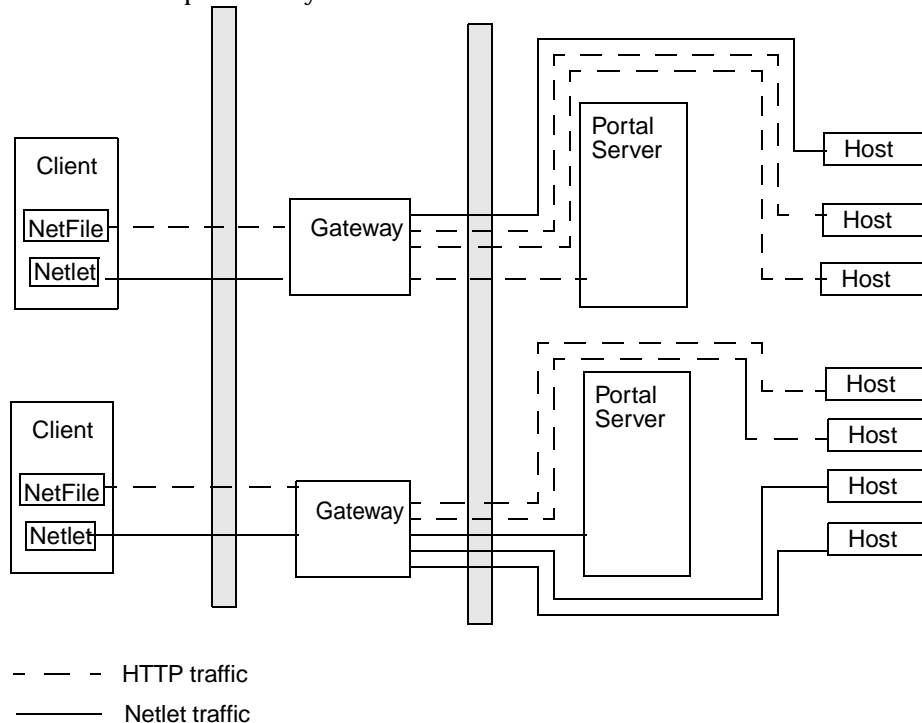 Client
NetFile
Netlet
Gateway
Portal
Server
Host
Host
Host
Client
NetFile
Netlet
Gateway
Portal
Server
Host
Host
Host
Host
HTTP traffic
Netlet traffic